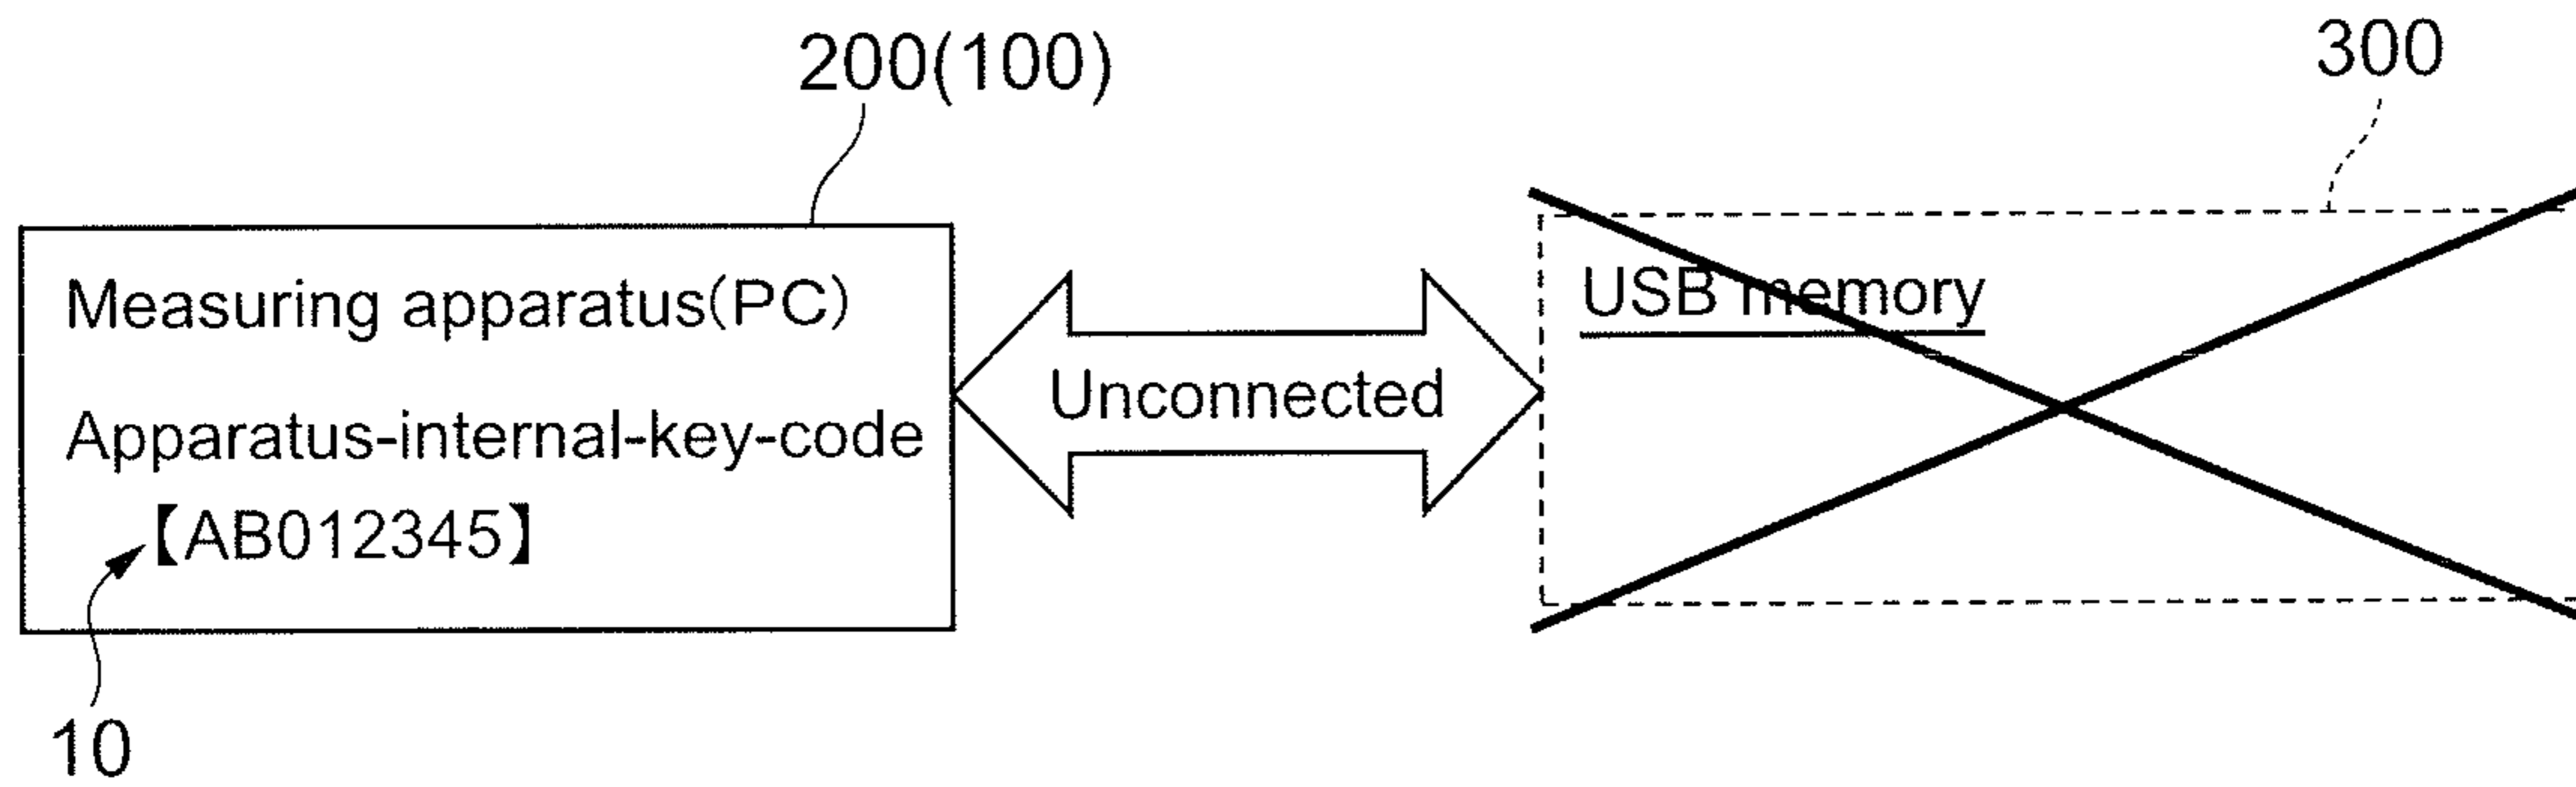 200(100)
300
Measuring apparatus(PC)
Apparatus-internal-key-code
【AB012345】
10
Unconnected
USB memory